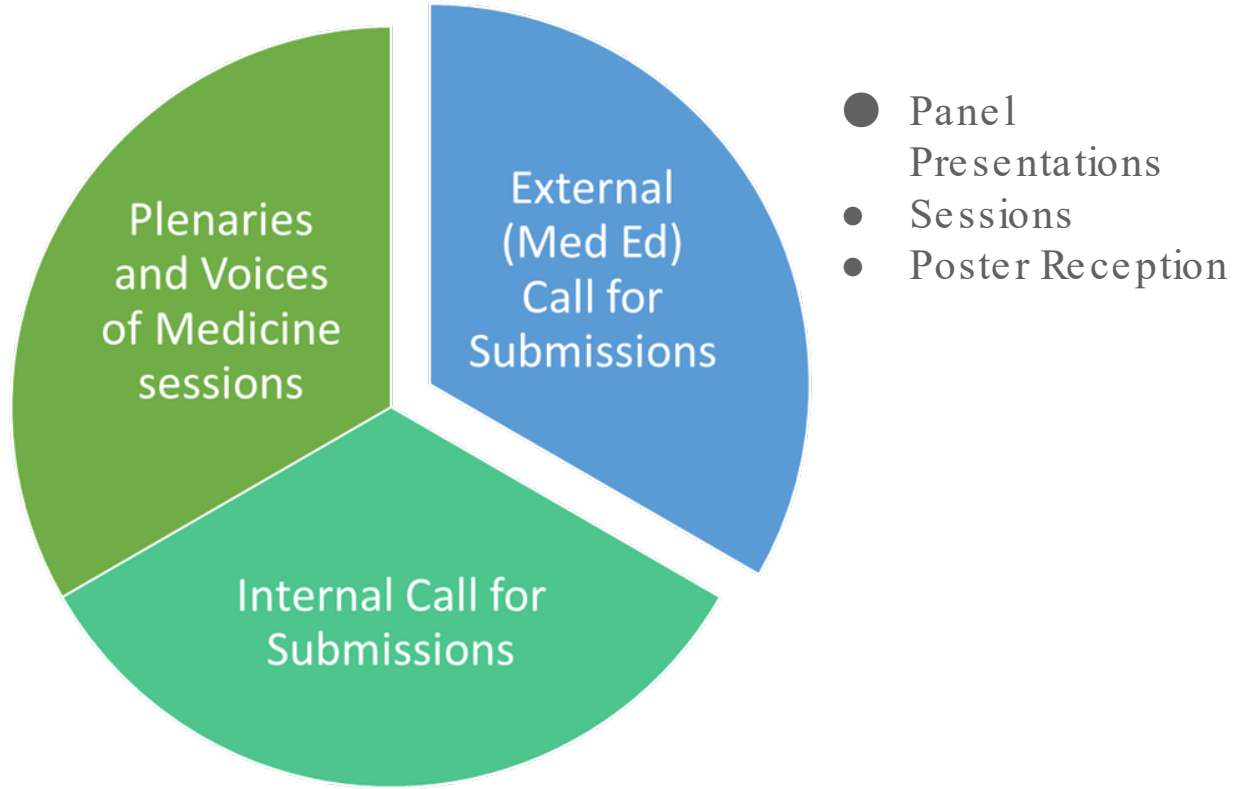 Plenaries
and Voices
of Medicine
sessions
External
(Med Ed)
Call for
Submissions
Internal Call for
Submissions
● Panel
Presentations
● Sessions
● Poster Reception